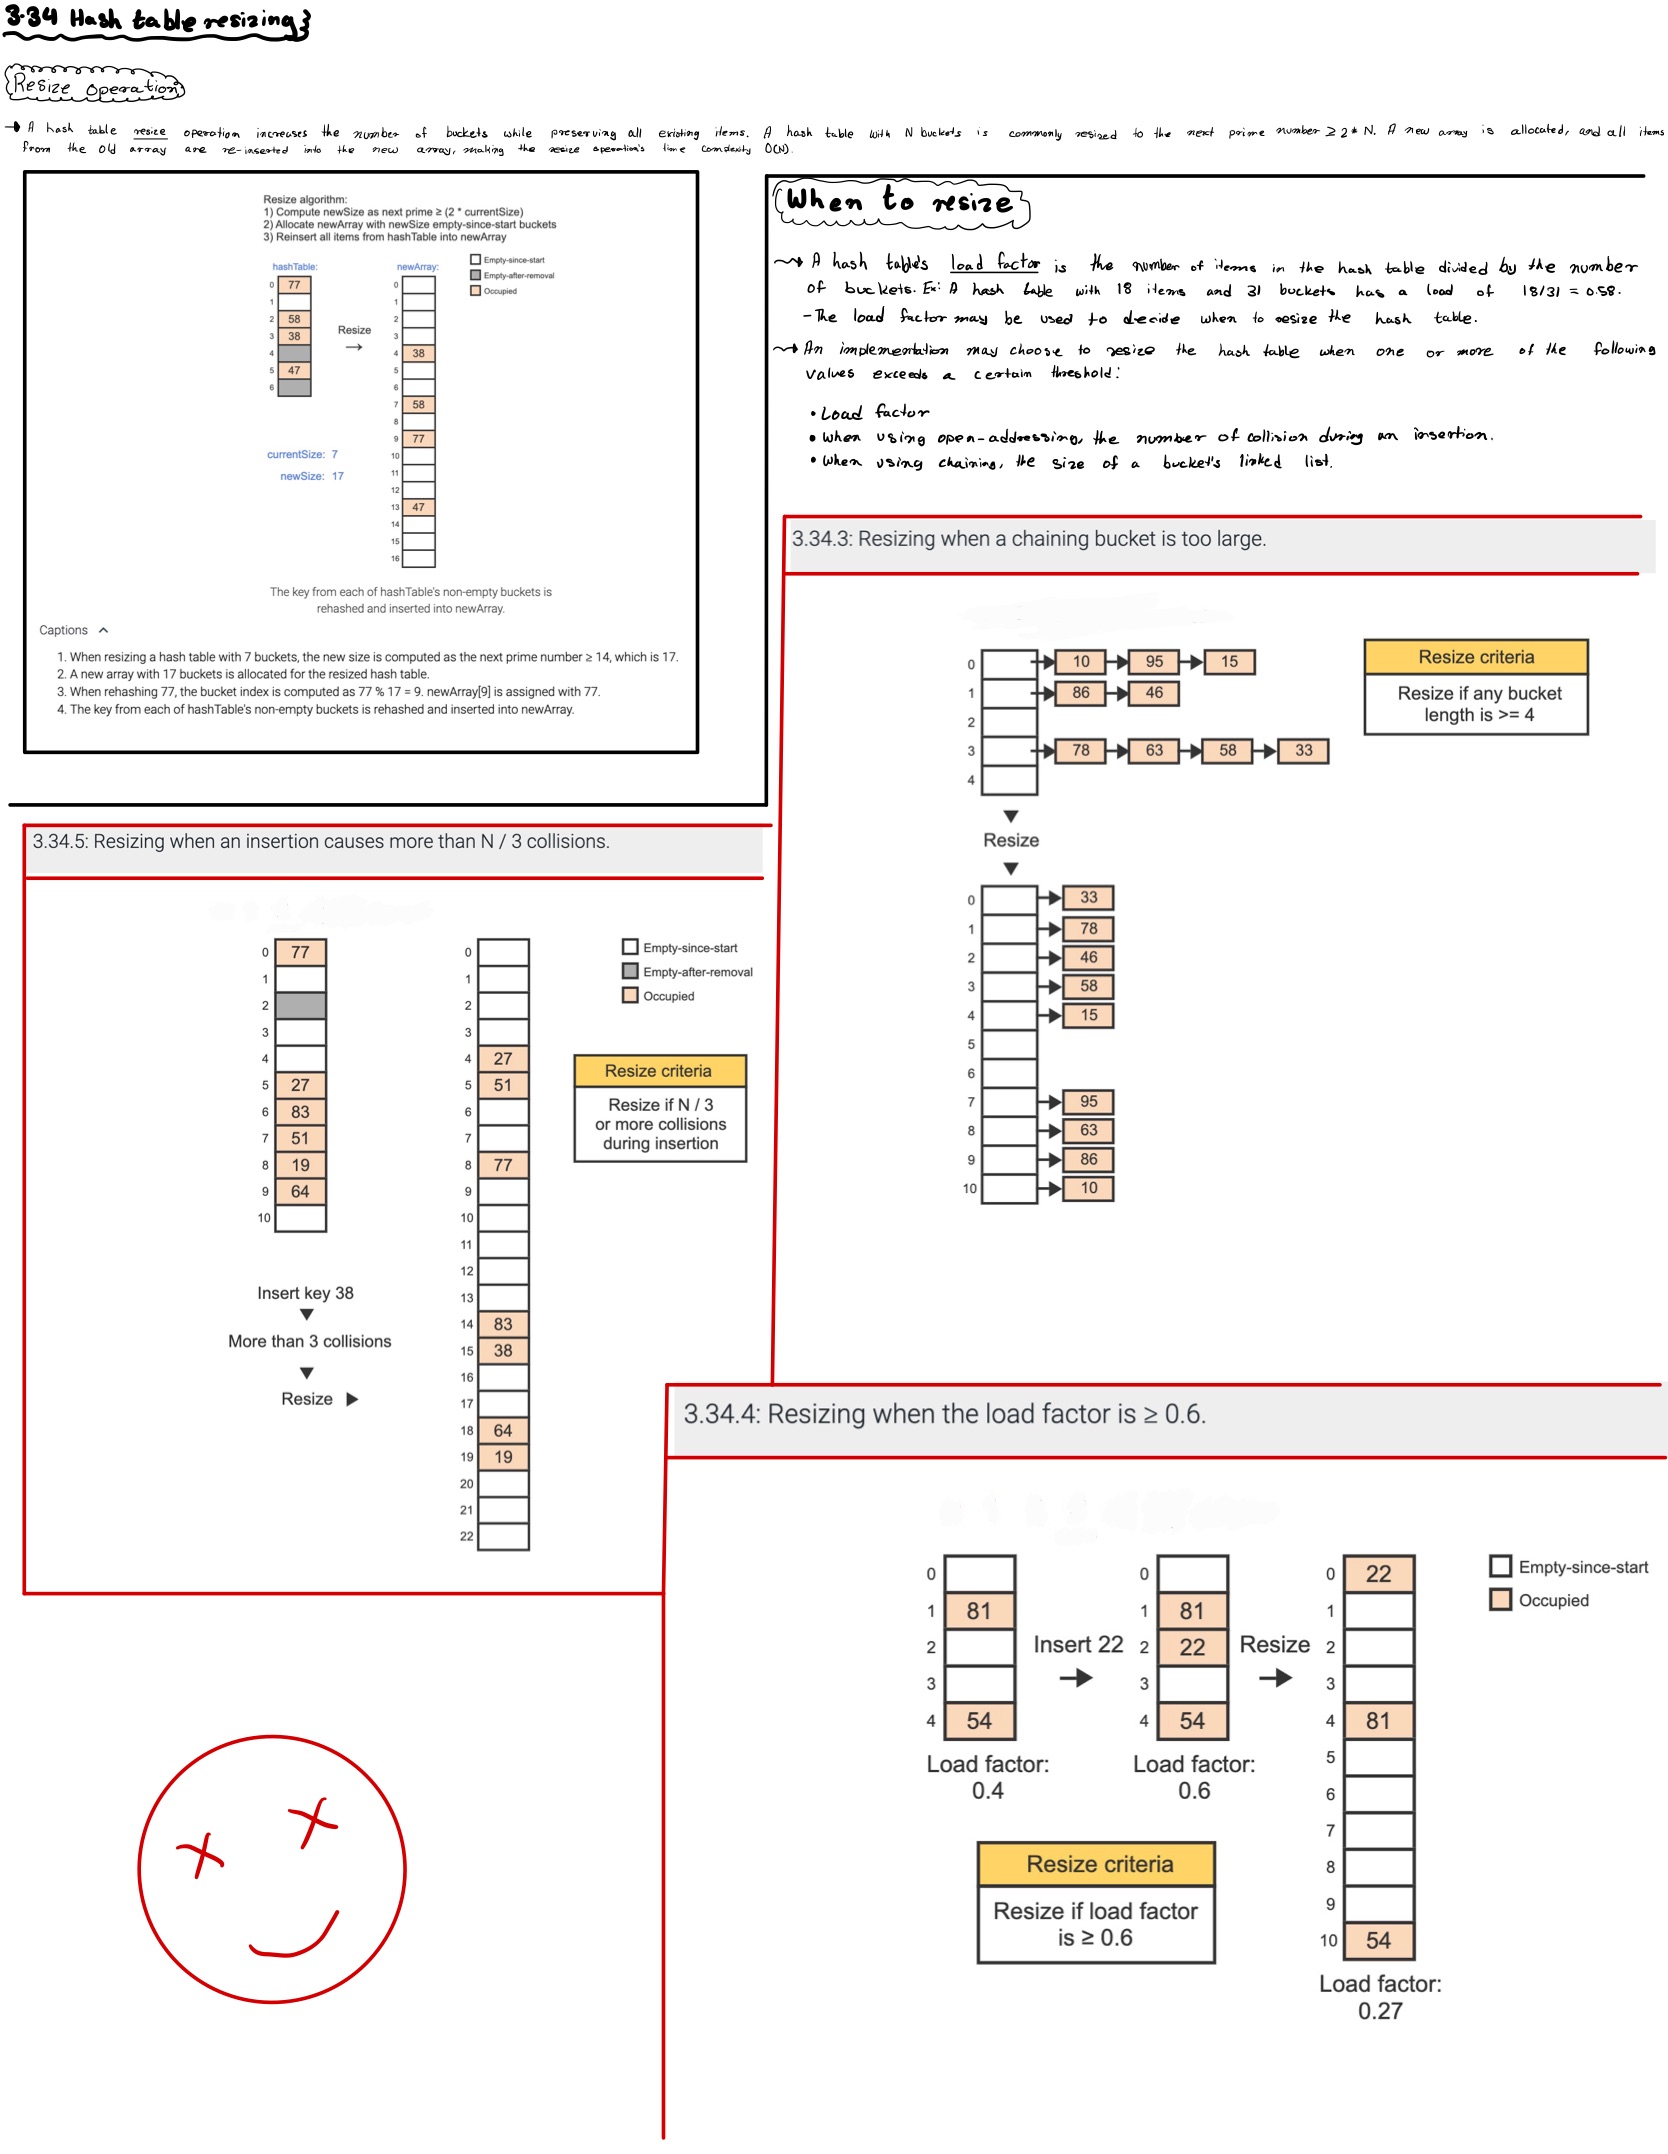 3.34 Hash table resizing}
Resize operation
→ A hash table resize operation increases the number of buckets while preserving all existing items. A hash table with N buckets is commonly resized to the next prime number ≥ 2 * N. A new array is allocated, and all items
from the old array are re-inserted into the new array, making the resize operation's time complexity O(N).
Resize algorithm:
1) Compute newSize as next prime ≥ (2 * currentSize)
2) Allocate newArray with newSize empty-since-start buckets
3) Reinsert all items from hashTable into newArray
hashTable:
0 77
1
2 58
3 38
4
5 47
6
Resize
→
newArray:
0
1
2
3
4 38
5
6
7 58
8
9 77
10
11
12
13 47
14
15
16
Empty-since-start
Empty-after-removal
Occupied
currentSize: 7
newSize: 17
The key from each of hashTable's non-empty buckets is
rehashed and inserted into newArray.
Captions
1. When resizing a hash table with 7 buckets, the new size is computed as the next prime number ≥ 14, which is 17.
2. A new array with 17 buckets is allocated for the resized hash table.
3. When rehashing 77, the bucket index is computed as 77 % 17 = 9. newArray[9] is assigned with 77.
4. The key from each of hashTable's non-empty buckets is rehashed and inserted into newArray.
When to resize
A hash table's load factor is the number of items in the hash table divided by the number
of buckets. Ex: A hash table with 18 items and 31 buckets has a load of 18/31 = 0.58.
- The load factor may be used to decide when to resize the hash table.
An implementation may choose to resize the hash table when one or more of the following
values exceeds a certain threshold:
• Load factor
• When using open-addressing, the number of collision during an insertion.
• When using chaining, the size of a bucket's linked list.
3.34.3: Resizing when a chaining bucket is too large.
0 10 95 15
1 86 46
2
3 78 63 58 33
4
Resize criteria
Resize if any bucket
length is >= 4
Resize
0 33
1 78
2 46
3 58
4 15
5
6
7 95
8 63
9 86
10 10
3.34.5: Resizing when an insertion causes more than N / 3 collisions.
0 77
1
2
3
4
5 27
6 83
7 51
8 19
9 64
10
Insert key 38
More than 3 collisions
Resize
0
1
2
3
4 27
5 51
6
7
8 77
9
10
11
12
13
14 83
15 38
16
17
18 64
19 19
20
21
22
Empty-since-start
Empty-after-removal
Occupied
Resize criteria
Resize if N / 3
or more collisions
during insertion
3.34.4: Resizing when the load factor is ≥ 0.6.
0
1 81
2
3
4 54
Load factor:
0.4
Insert 22
0
1 81
2 22
3
4 54
Load factor:
0.6
Resize
0 22
1
2
3
4 81
5
6
7
8
9
10 54
Load factor:
0.27
Empty-since-start
Occupied
Resize criteria
Resize if load factor
is ≥ 0.6